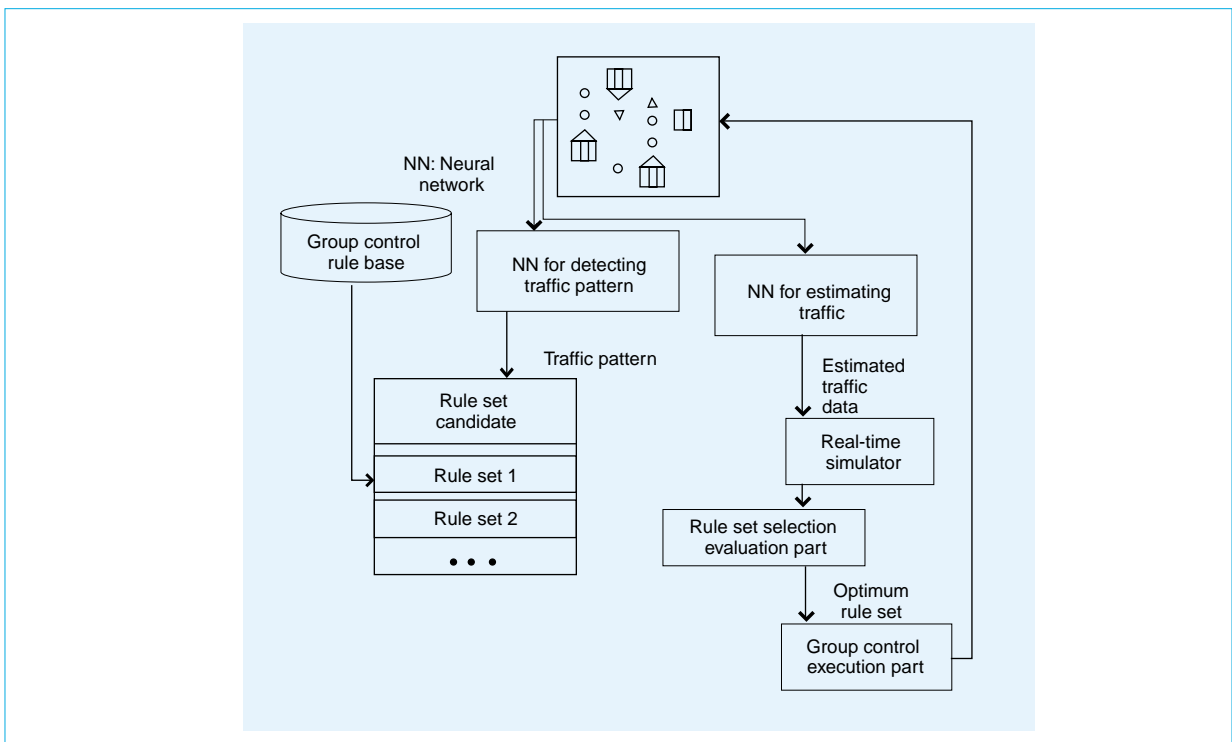 NN: Neural
network
Group control
rule base
NN for detecting
traffic pattern
NN for estimating
traffic
Traffic pattern
Estimated
traffic
data
Rule set
candidate
Rule set 1
Rule set 2
• • •
Real-time
simulator
Rule set selection
evaluation part
Optimum
rule set
Group control
execution part